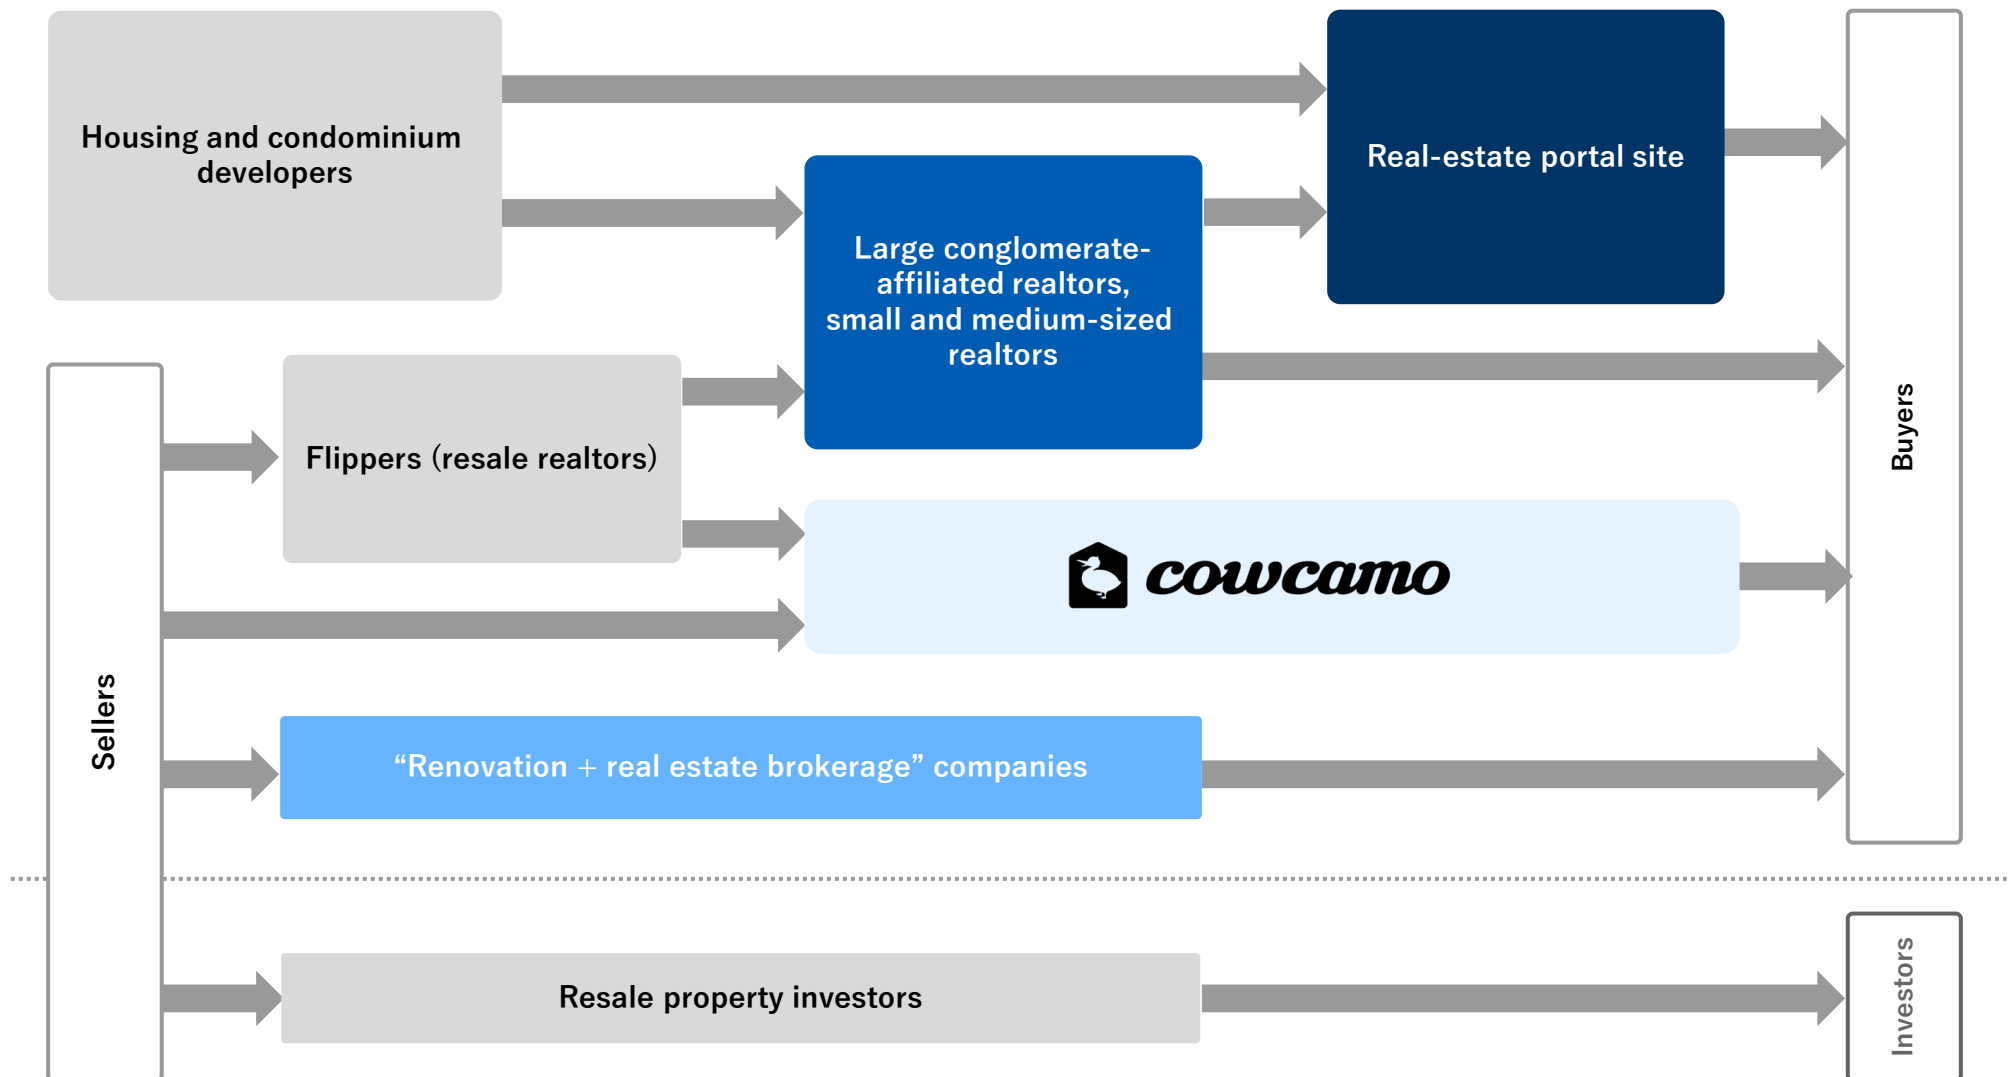 Housing and condominium
developers
Real-estate portal site
Large conglomerate-
affiliated realtors,
small and medium-sized
realtors
Buyers
Flippers (resale realtors)
cowcamo
Sellers
“Renovation + real estate brokerage” companies
Resale property investors
Investors